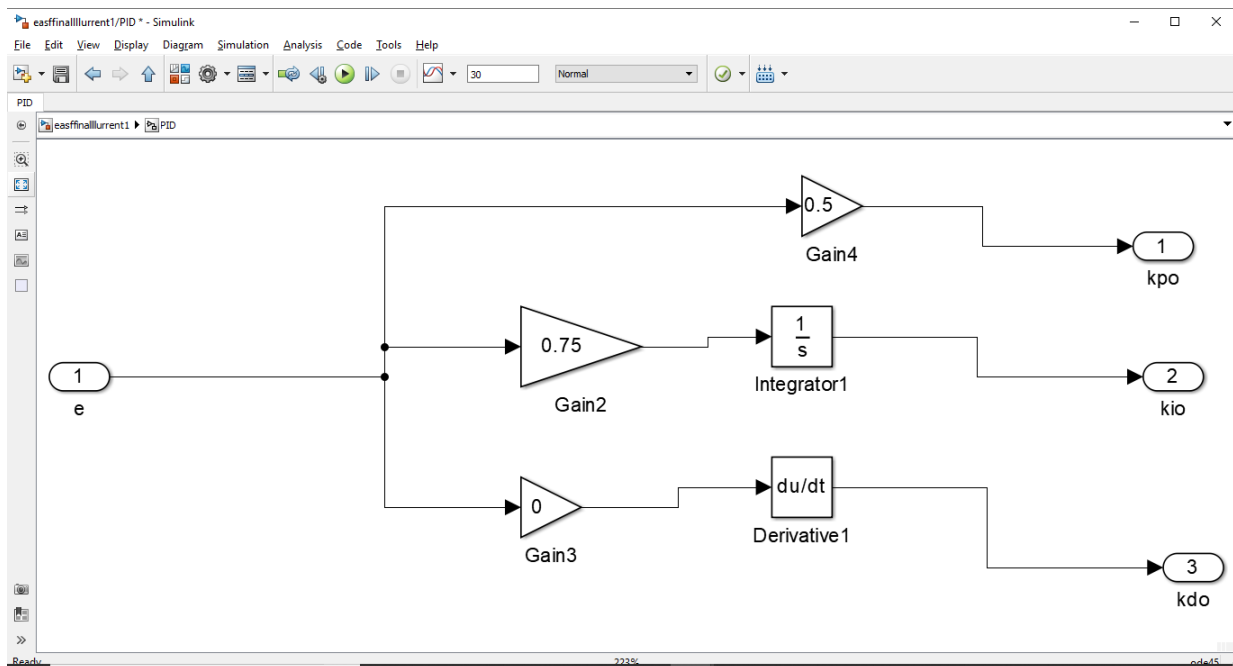 easffinallllurrent1/PID * - Simulink
File Edit View Display Diagram Simulation Analysis Code Tools Help
30 Normal
PID
easffinallllurrent1 PID
0.5
Gain4
1
kpo
0.75
Gain2
1
s
Integrator1
2
kio
1
e
0
Gain3
du/dt
Derivative1
3
kdo
Ready 223% ode45